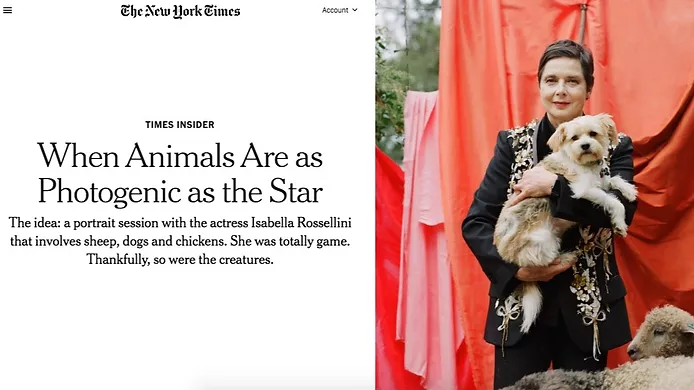 The New York Times
Account
TIMES INSIDER
When Animals Are as
Photogenic as the Star
The idea: a portrait session with the actress Isabella Rossellini
that involves sheep, dogs and chickens. She was totally game.
Thankfully, so were the creatures.